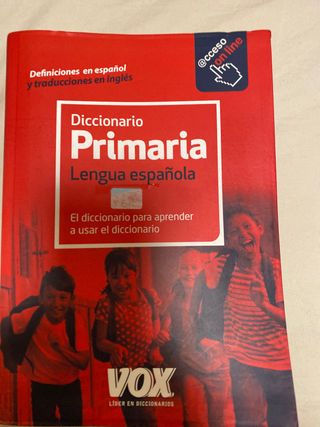 Definiciones en español
y traducciones en inglés
@cceso
on line
Diccionario
Primaria
Lengua española
El diccionario para aprender
a usar el diccionario
VOX
LÍDER EN DICCIONARIOS